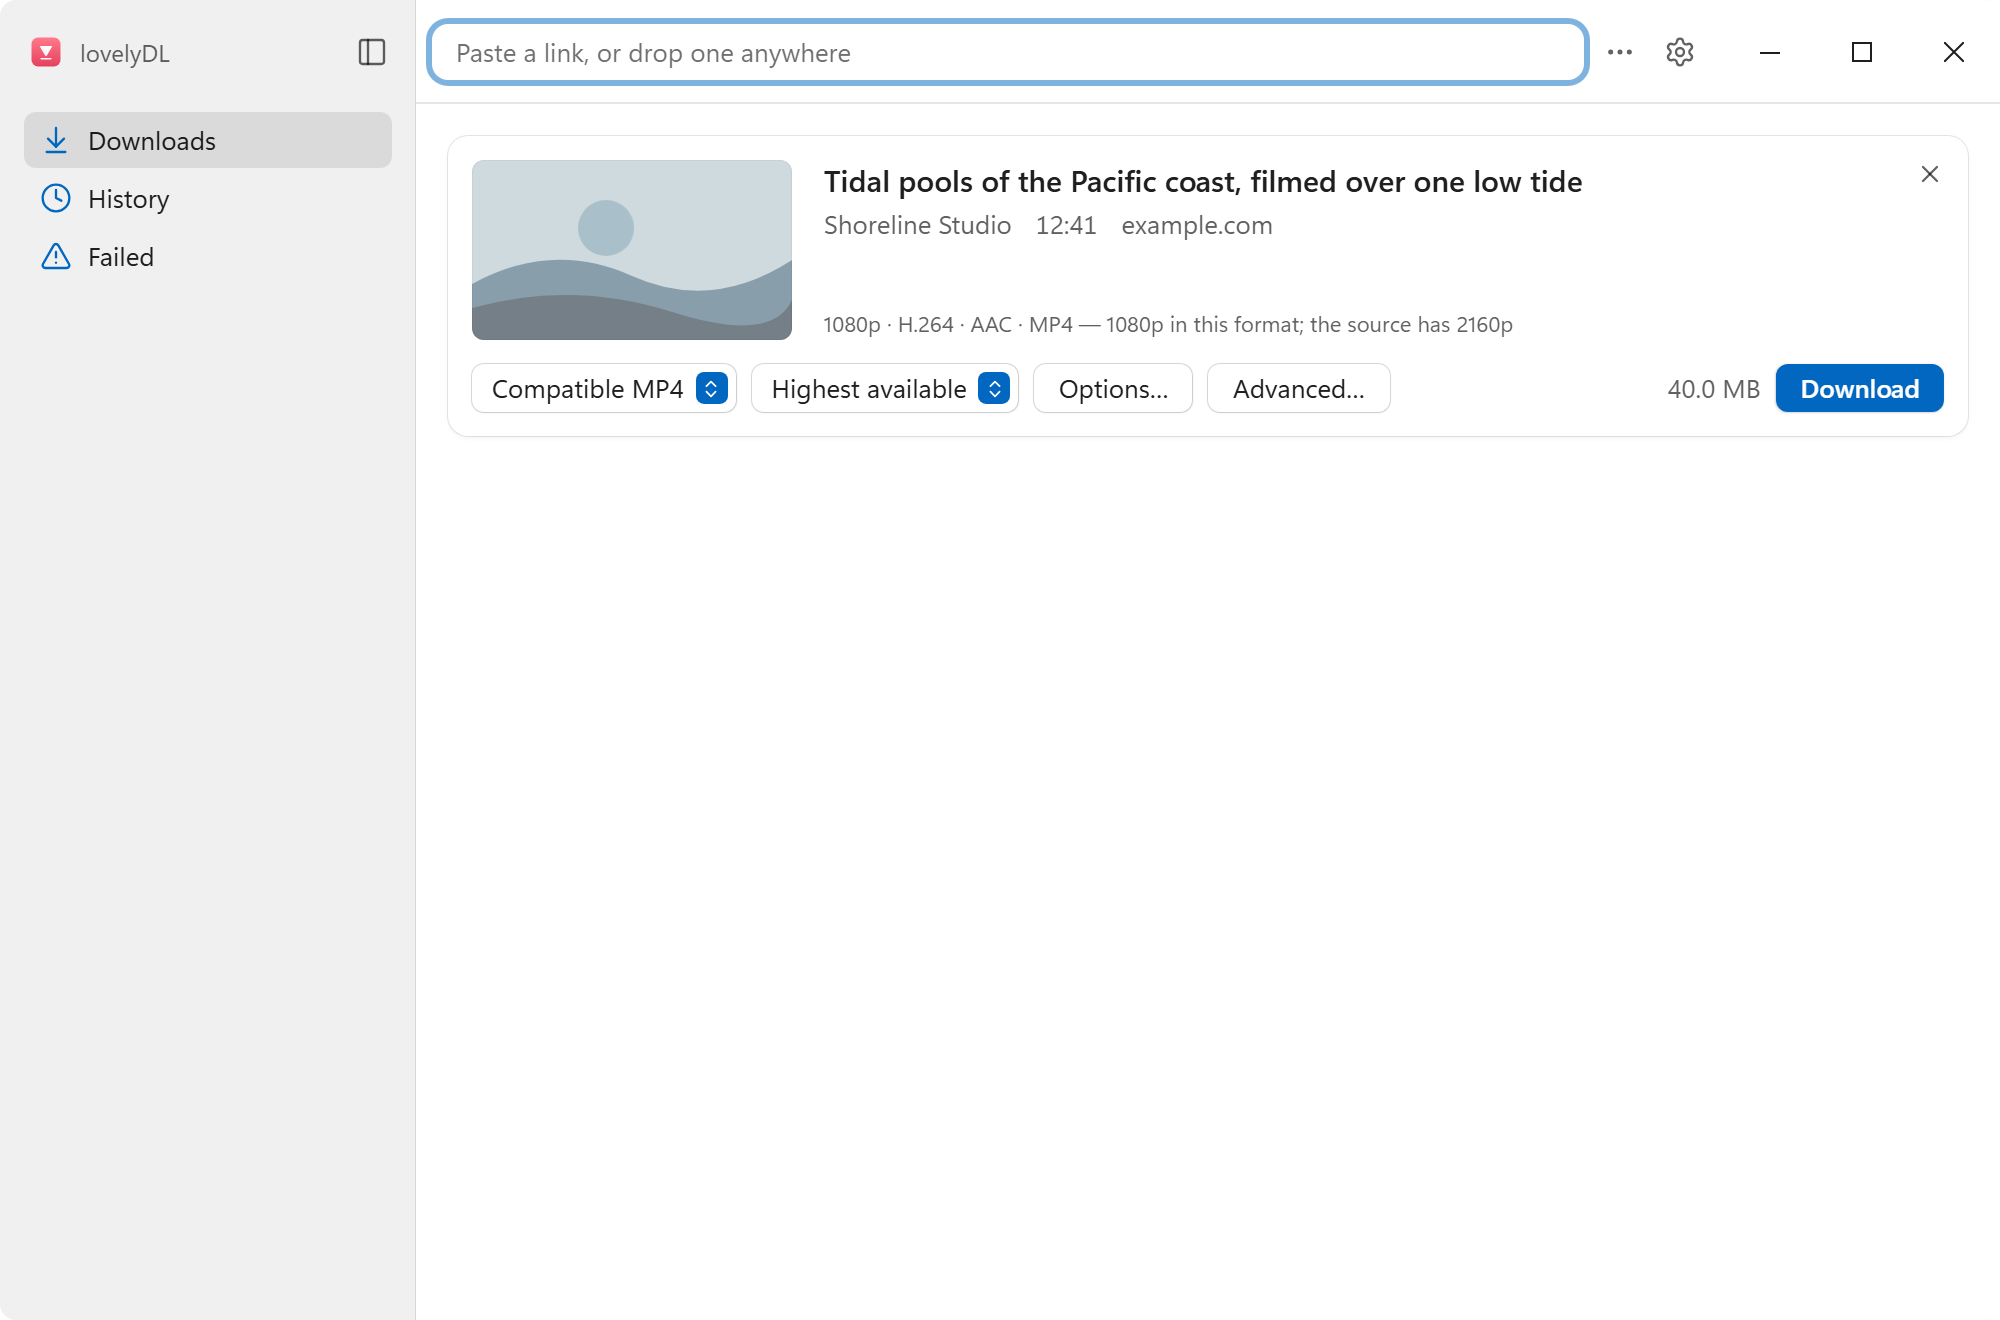 lovelyDL
Paste a link, or drop one anywhere
Downloads
History
Failed
Tidal pools of the Pacific coast, filmed over one low tide
Shoreline Studio 12:41 example.com
1080p · H.264 · AAC · MP4 — 1080p in this format; the source has 2160p
Compatible MP4 Highest available Options... Advanced... 40.0 MB Download